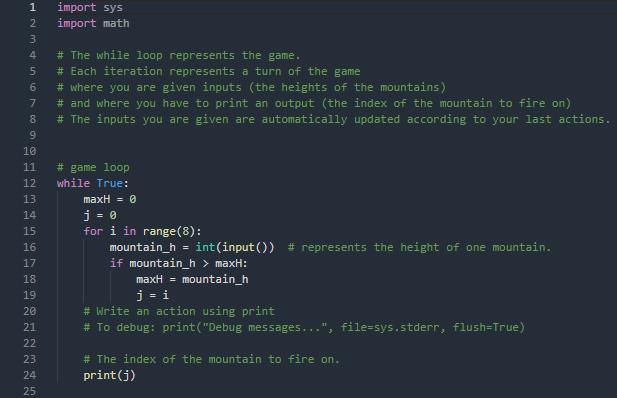 1 import sys
2 import math
3
4 # The while loop represents the game.
5 # Each iteration represents a turn of the game
6 # where you are given inputs (the heights of the mountains)
7 # and where you have to print an output (the index of the mountain to fire on)
8 # The inputs you are given are automatically updated according to your last actions.
9
10
11 # game loop
12 while True:
13     maxH = 0
14     j = 0
15     for i in range(8):
16         mountain_h = int(input())  # represents the height of one mountain.
17         if mountain_h > maxH:
18             maxH = mountain_h
19             j = i
20     # Write an action using print
21     # To debug: print("Debug messages...", file=sys.stderr, flush=True)
22
23     # The index of the mountain to fire on.
24     print(j)
25